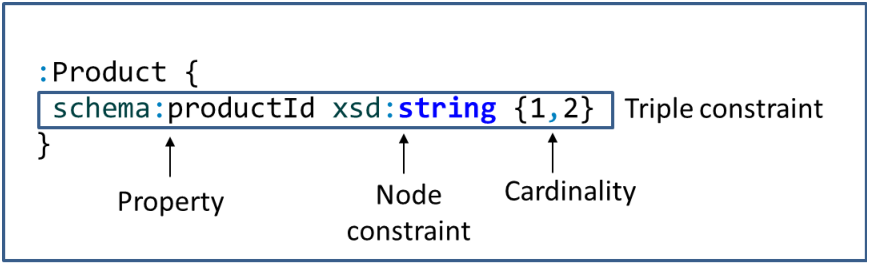 :Product {
schema:productId xsd:string {1,2} Triple constraint
}
Property
Node
constraint
Cardinality